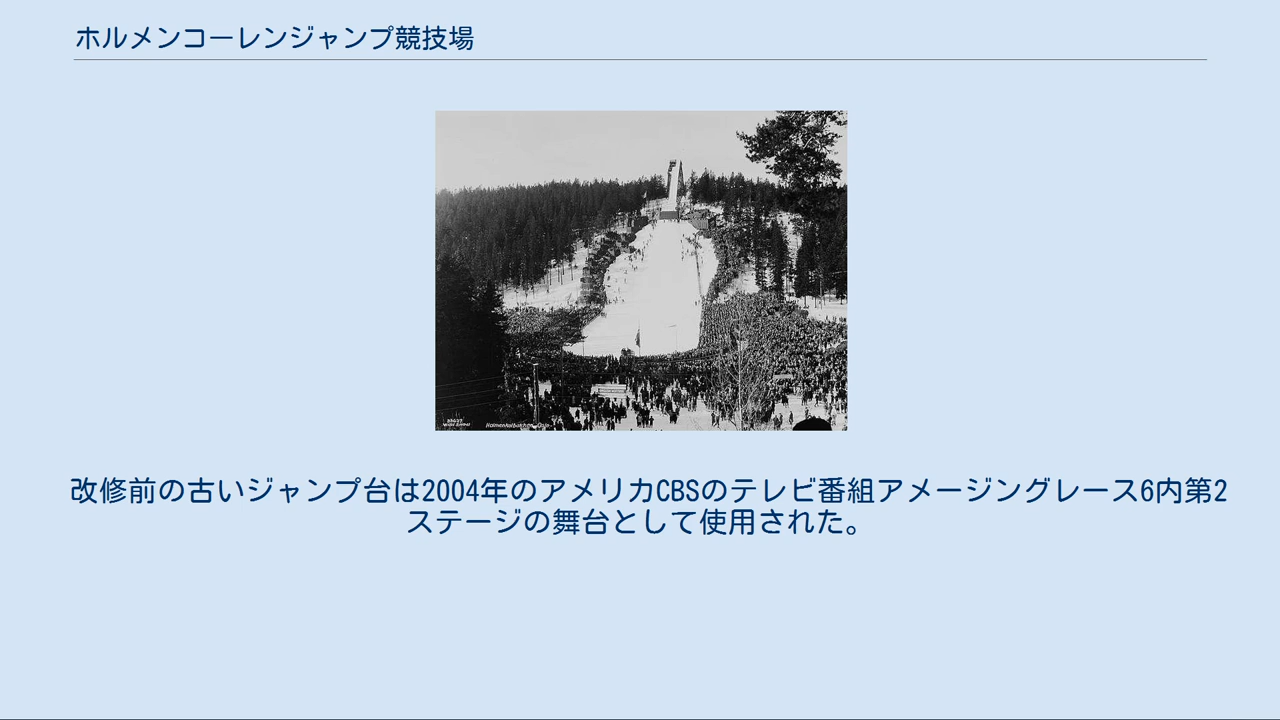 ホルメンコーレンジャンプ競技場
改修前の古いジャンプ台は2004年のアメリカCBSのテレビ番組アメージングレース6内第2
ステージの舞台として使用された。